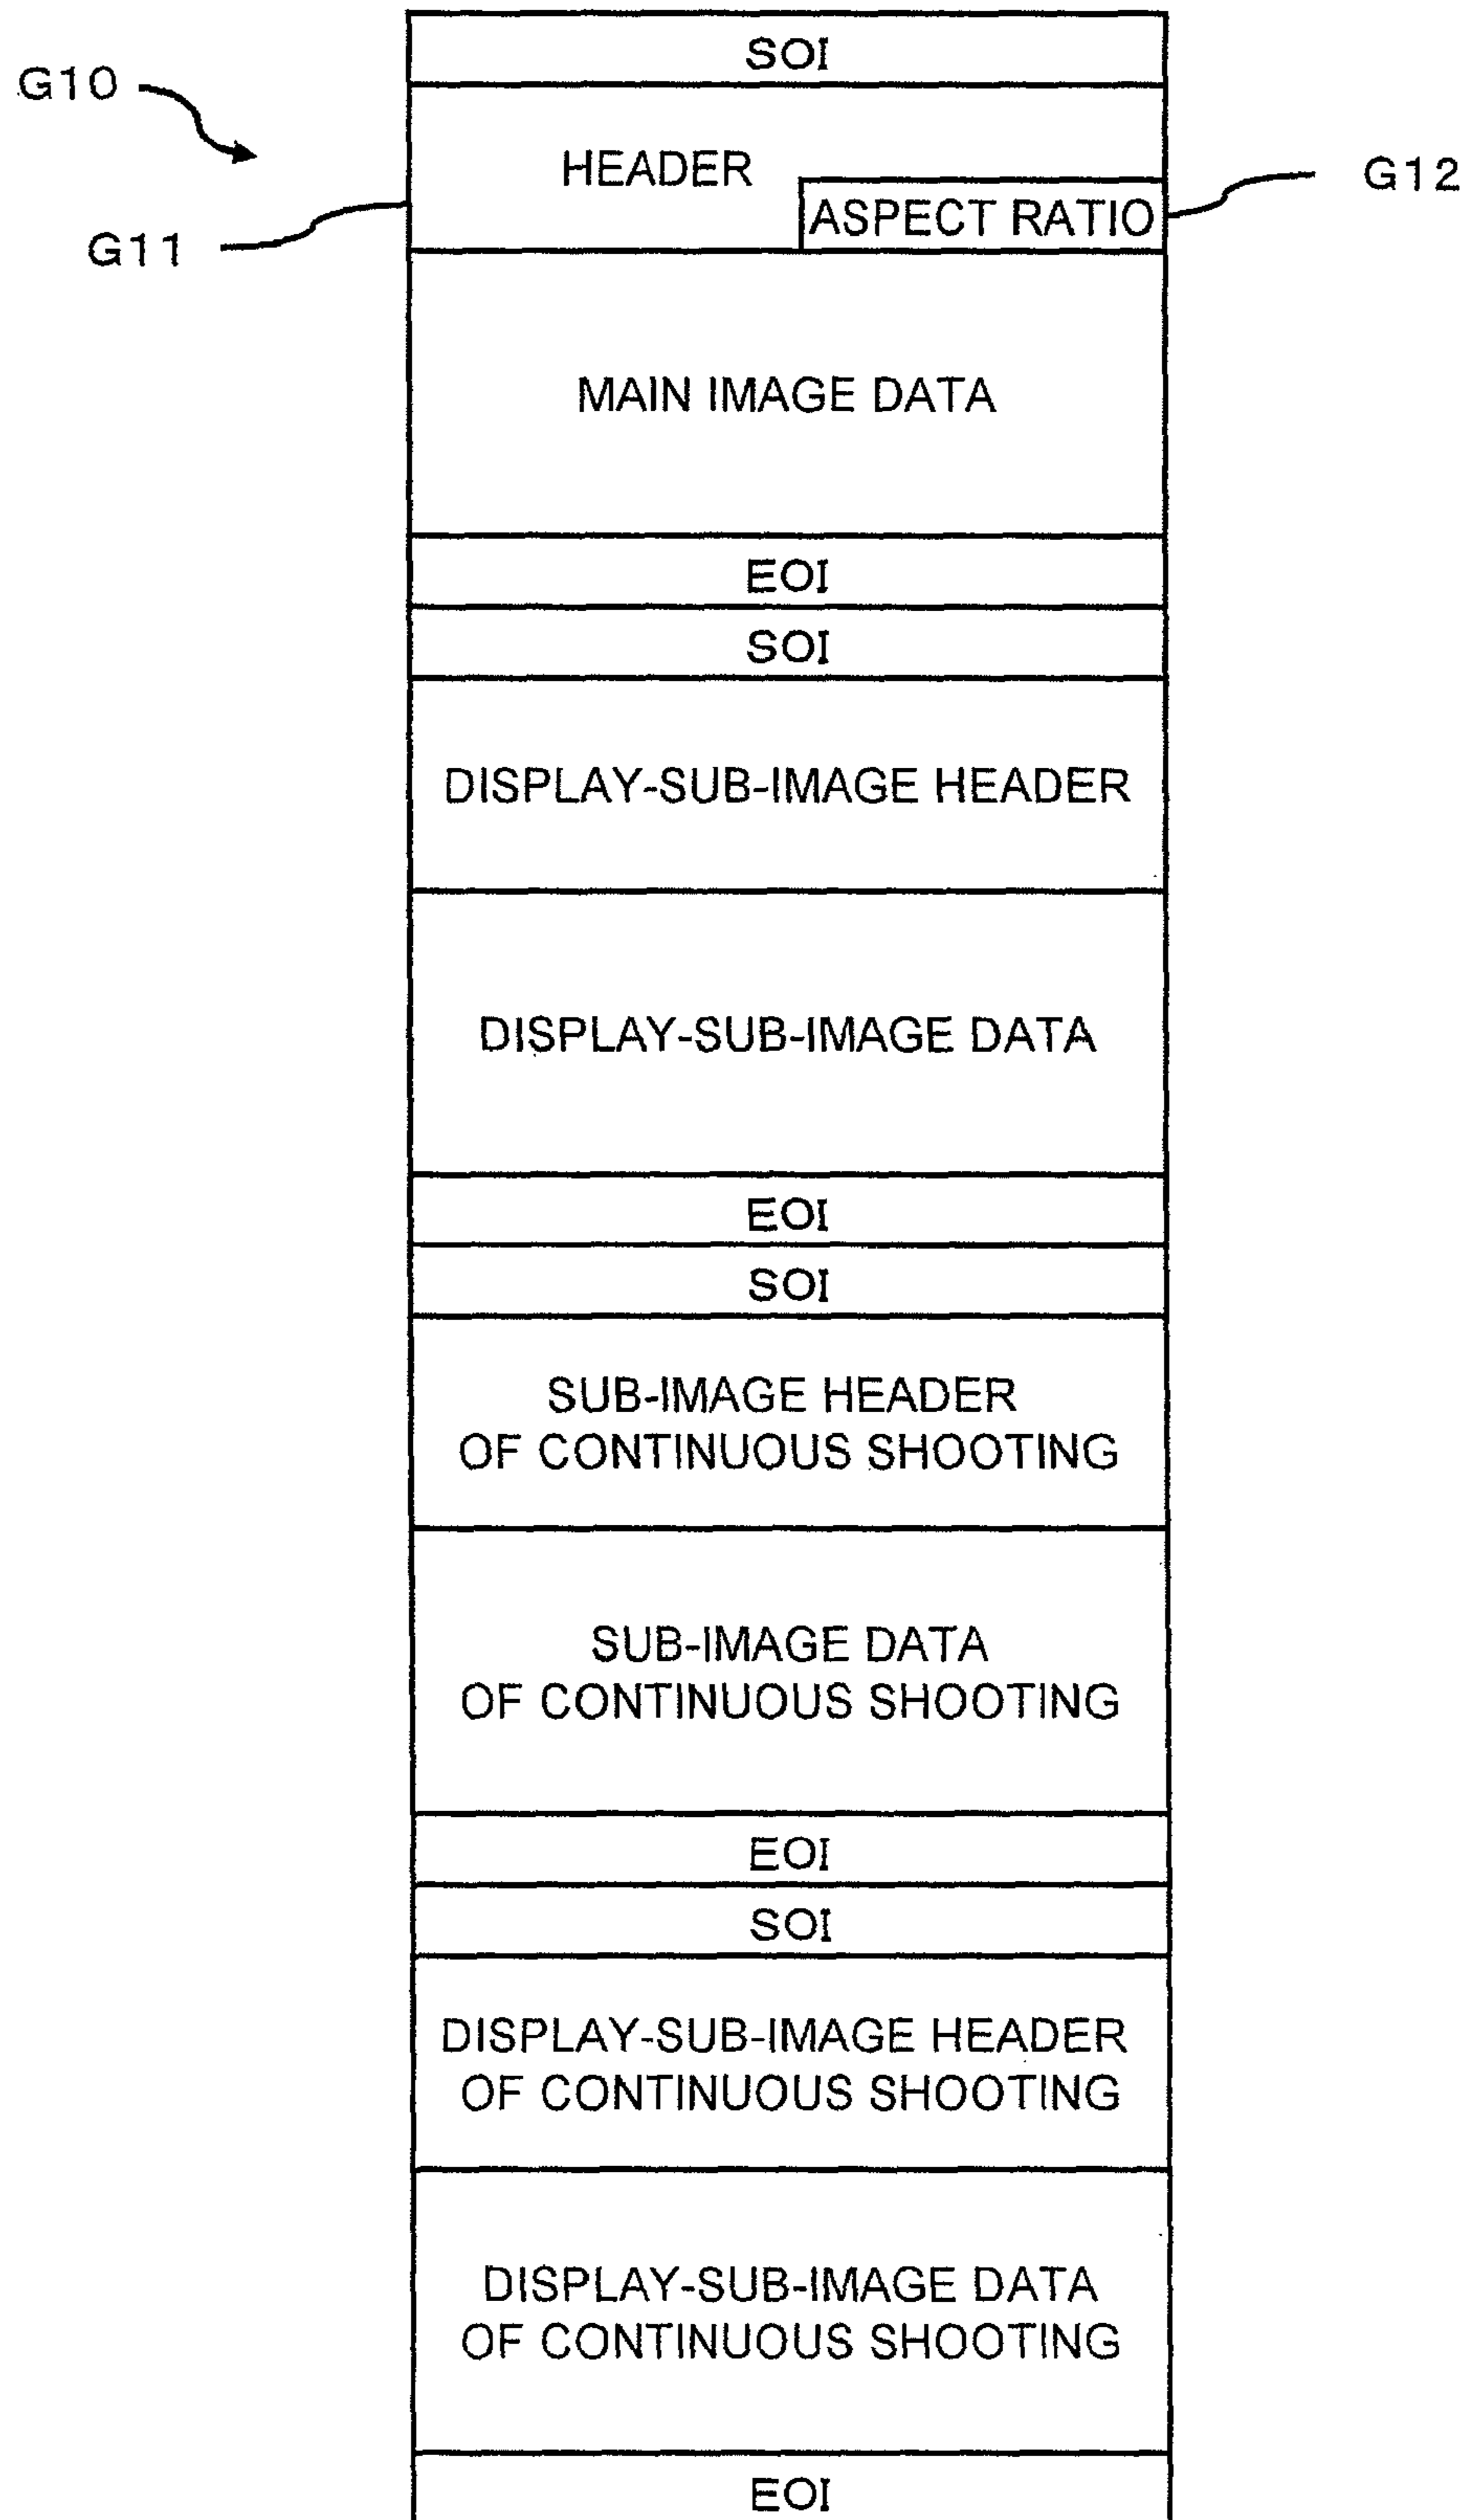 SOI
G10
HEADER
G12
ASPECT RATIO
G11
MAIN IMAGE DATA
EOI
SOI
DISPLAY-SUB-IMAGE HEADER
DISPLAY-SUB-IMAGE DATA
EOI
SOI
SUB-IMAGE HEADER
OF CONTINUOUS SHOOTING
SUB-IMAGE DATA
OF CONTINUOUS SHOOTING
EOI
SOI
DISPLAY-SUB-IMAGE HEADER
OF CONTINUOUS SHOOTING
DISPLAY-SUB-IMAGE DATA
OF CONTINUOUS SHOOTING
EOI